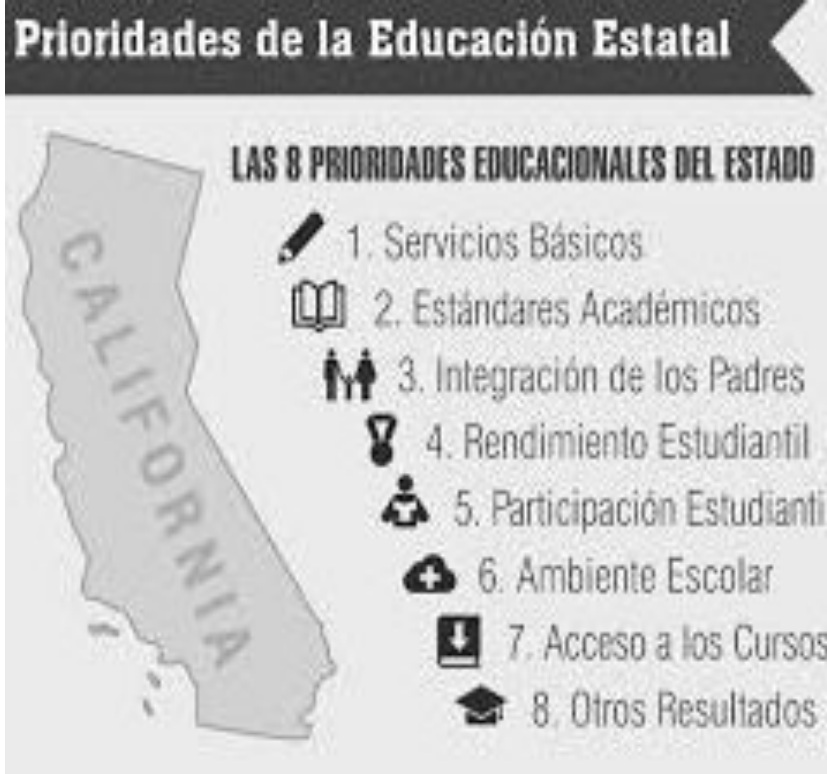 Prioridades de la Educación Estatal
LAS 8 PRIORIDADES EDUCACIONALES DEL ESTADO
CALIFORNIA
1. Servicios Básicos
2. Estándares Académicos
3. Integración de los Padres
4. Rendimiento Estudiantil
5. Participación Estudianti
6. Ambiente Escolar
7. Acceso a los Cursos
8. Otros Resultados